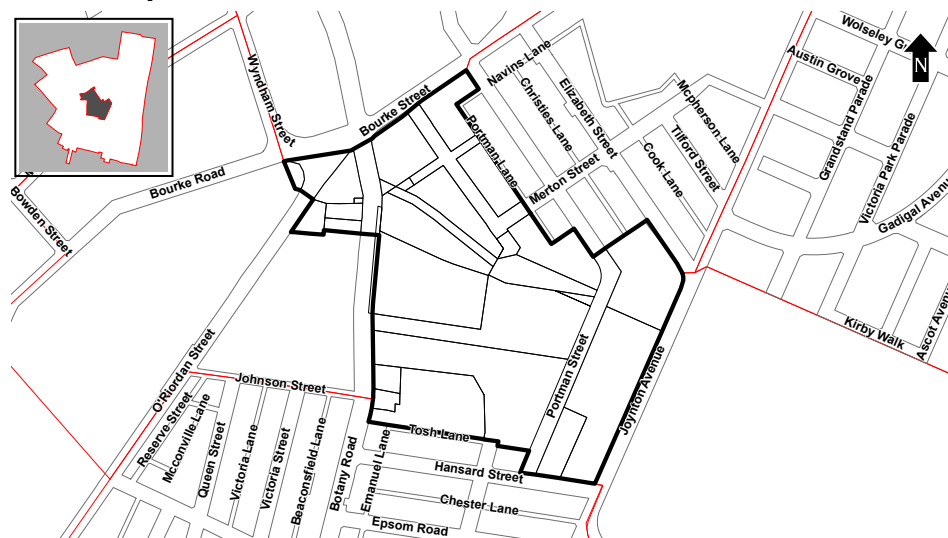 Wolseley G
Navins Lane
Austin Grove
N
Wyndham Street
Bourke Street
Christies Lane
Elizabeth Street
Mcpherson Lane
Grandstand Parade
Victoria Park Parade
Portman Lane
Tilford Street
Cook Lane
Merton Street
Bourke Road
Bowden Street
Gadigal Avenu
Kirby Walk
Ascot Avenu
O'Riordan Street
Johnson Street
Portman Street
Joynton Avenue
Reserve Street
Mcconville Lane
Queen Street
Victoria Lane
Victoria Street
Beaconsfield Lane
Botany Road
Emanuel Lane
Tosh Lane
Hansard Street
Chester Lane
Epsom Road